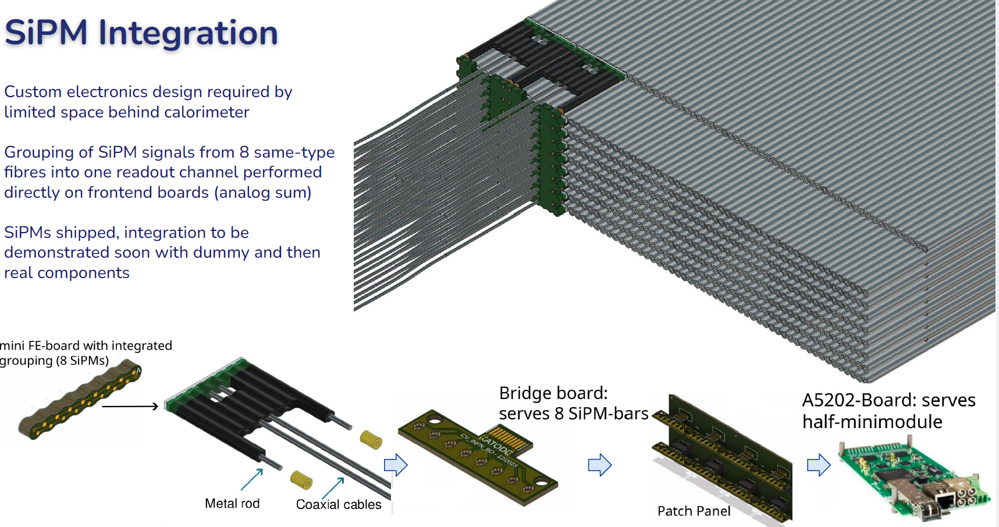 SiPM Integration
Custom electronics design required by
limited space behind calorimeter
Grouping of SiPM signals from 8 same-type
fibres into one readout channel performed
directly on frontend boards (analog sum)
SiPMs shipped, integration to be
demonstrated soon with dummy and then
real components
mini FE-board with integrated
grouping (8 SiPMs)
A
Metal rod
Coaxial cables
Bridge board:
serves 8 SiPM-bars
KATODE
CV_INFN_BO - 12/2023
Patch Panel
A5202-Board: serves
half-minimodule